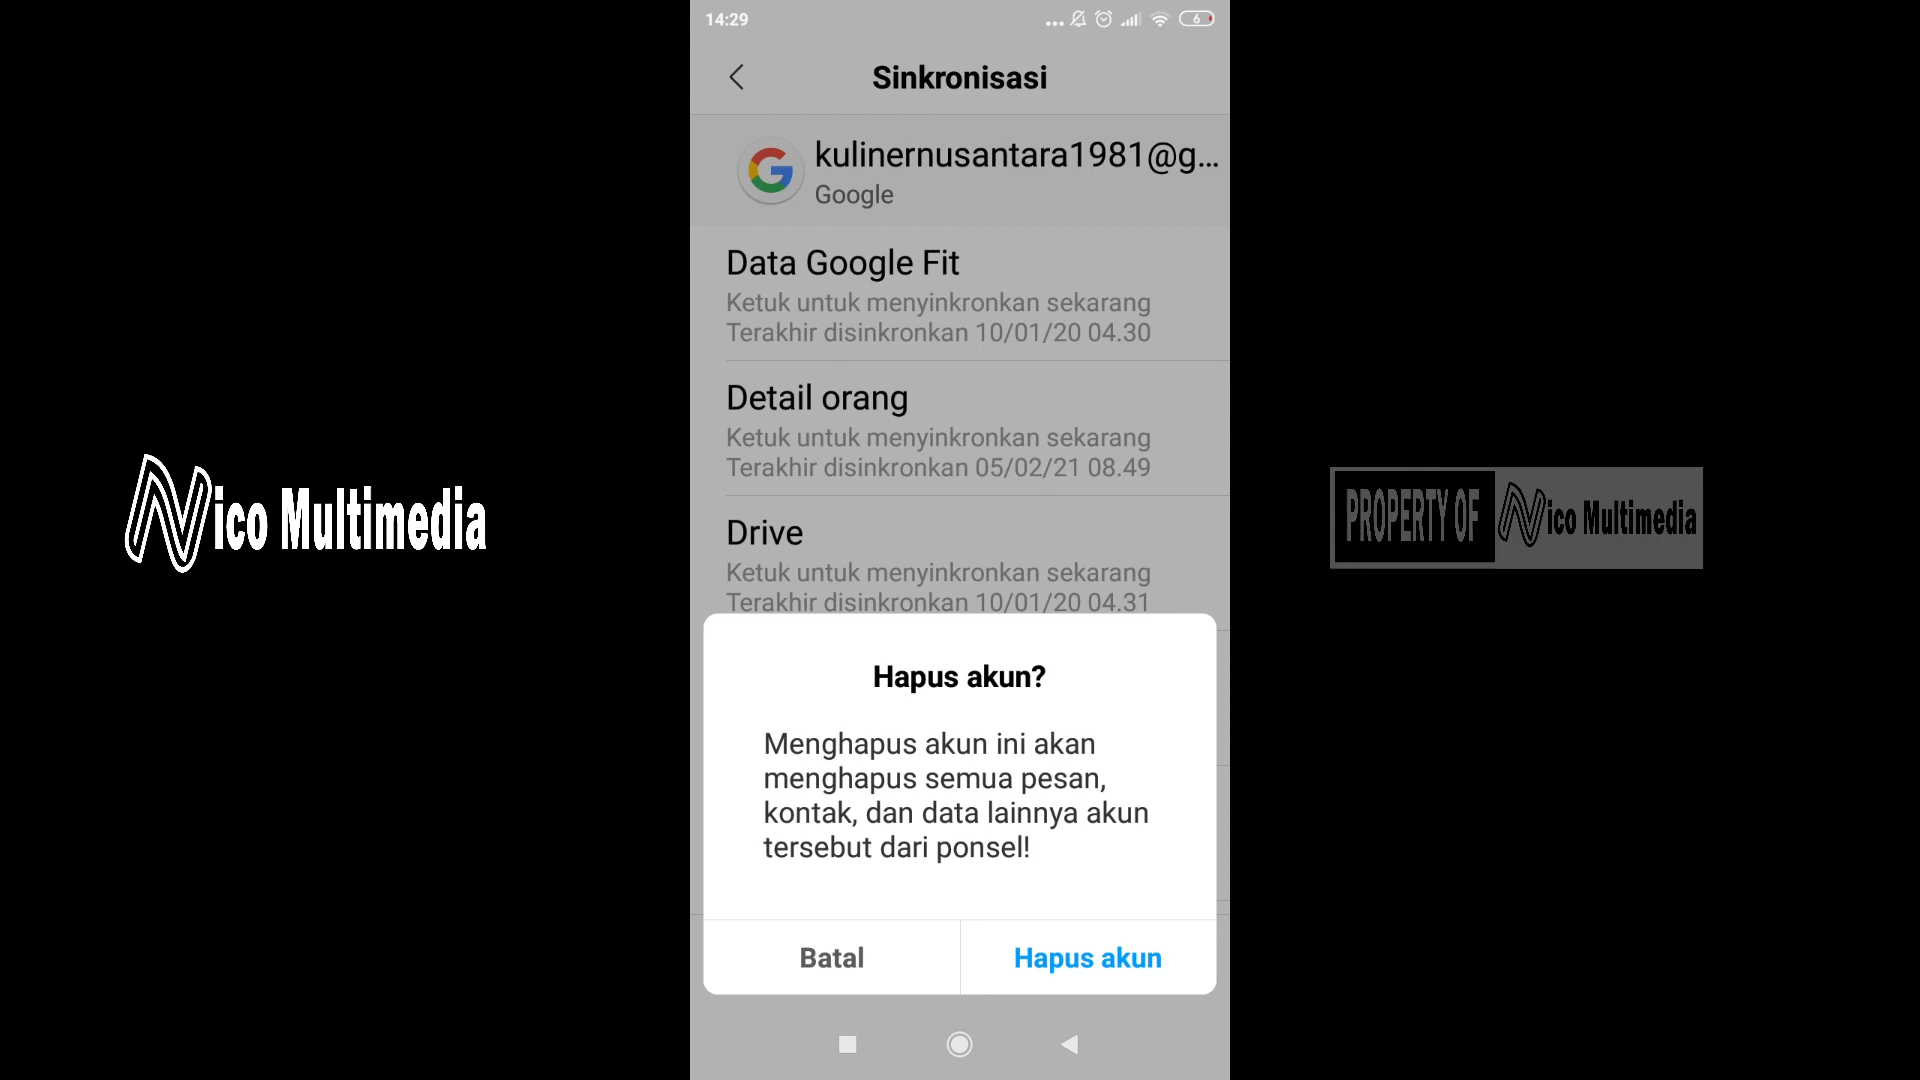 14:29
6
Sinkronisasi
kulinernusantara1981@g...
Google
Data Google Fit
Ketuk untuk menyinkronkan sekarang
Terakhir disinkronkan 10/01/20 04.30
Detail orang
Ketuk untuk menyinkronkan sekarang
Terakhir disinkronkan 05/02/21 08.49
Drive
Ketuk untuk menyinkronkan sekarang
Terakhir disinkronkan 10/01/20 04.31
Hapus akun?
Menghapus akun ini akan
menghapus semua pesan,
kontak, dan data lainnya akun
tersebut dari ponsel!
Batal
Hapus akun
Nico Multimedia
PROPERTY OF Nico Multimedia